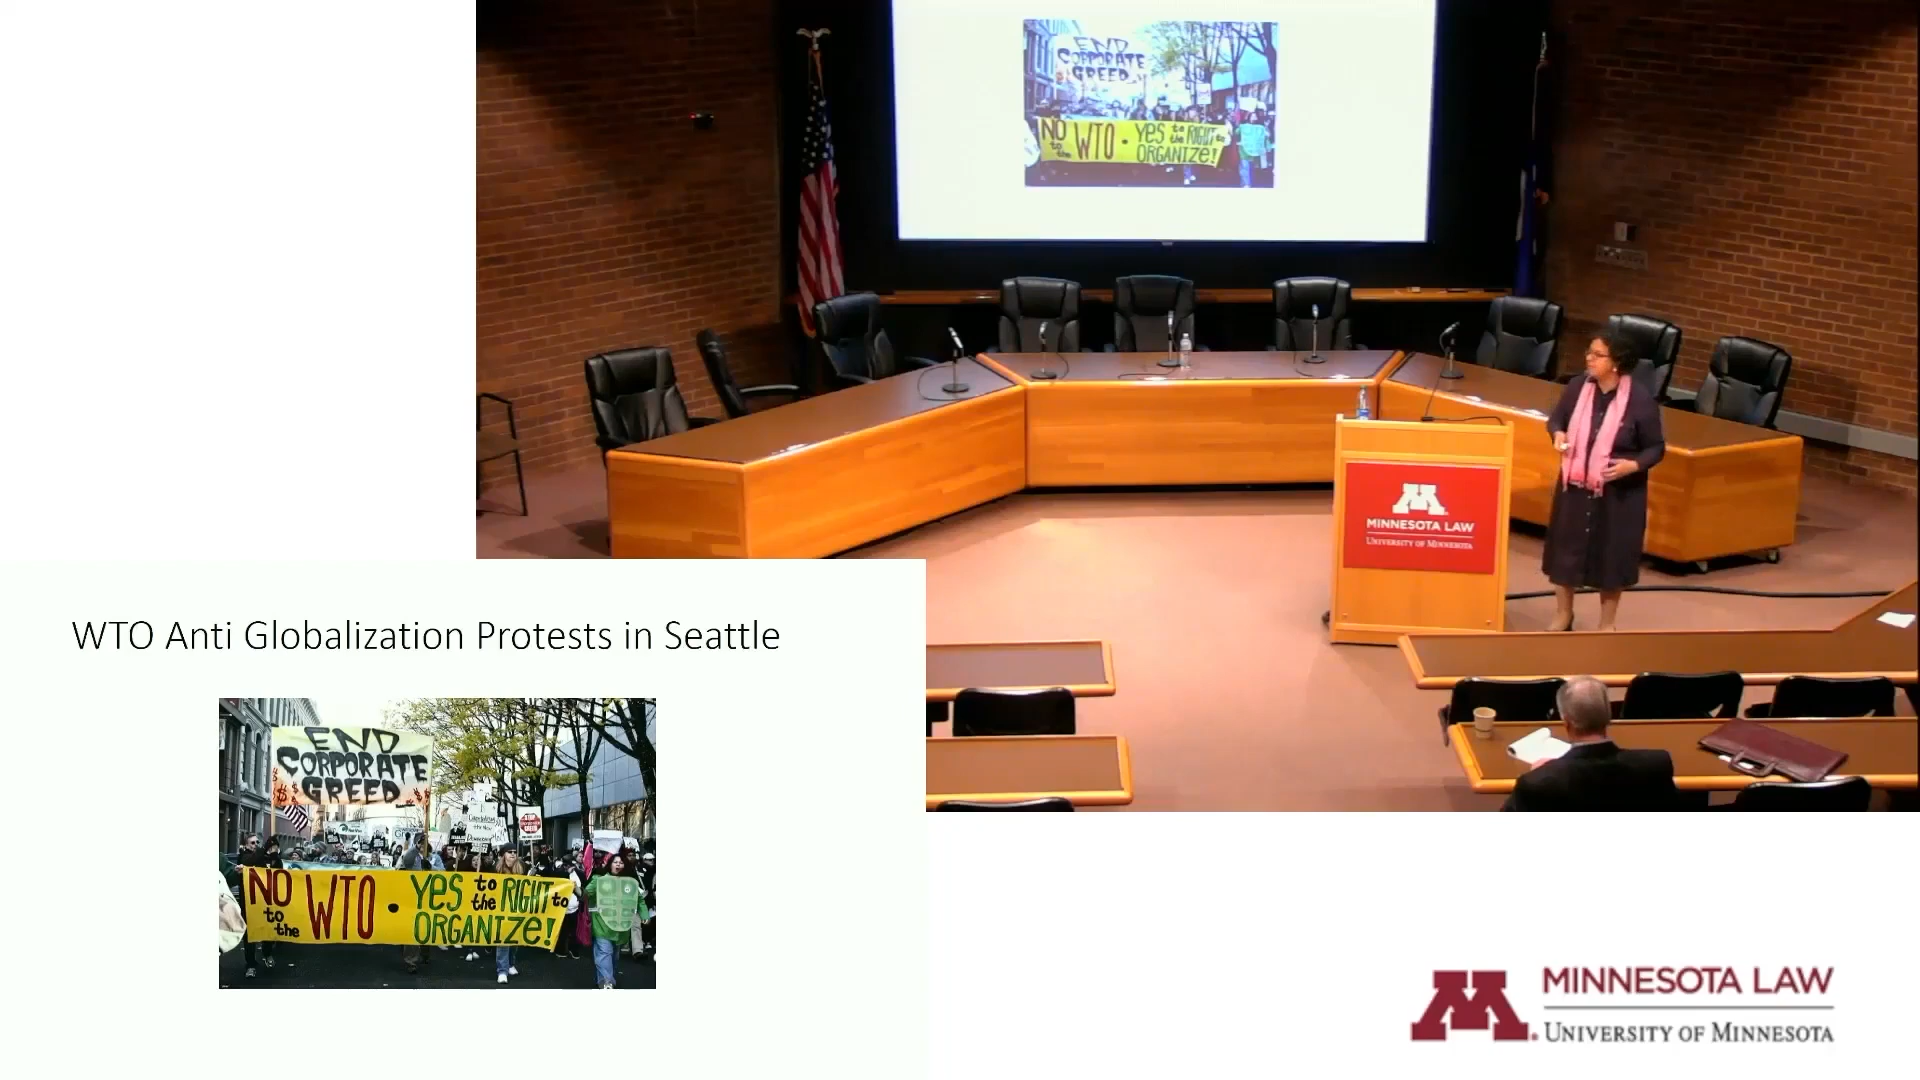 END
CORPORATE
GREED
NO to the WTO • YES to the RIGHT to
ORGANIZE!
MINNESOTA LAW
UNIVERSITY OF MINNESOTA
WTO Anti Globalization Protests in Seattle
END
CORPORATE
GREED
NO to the WTO • YES to the RIGHT to
ORGANIZE!
MINNESOTA LAW
UNIVERSITY OF MINNESOTA